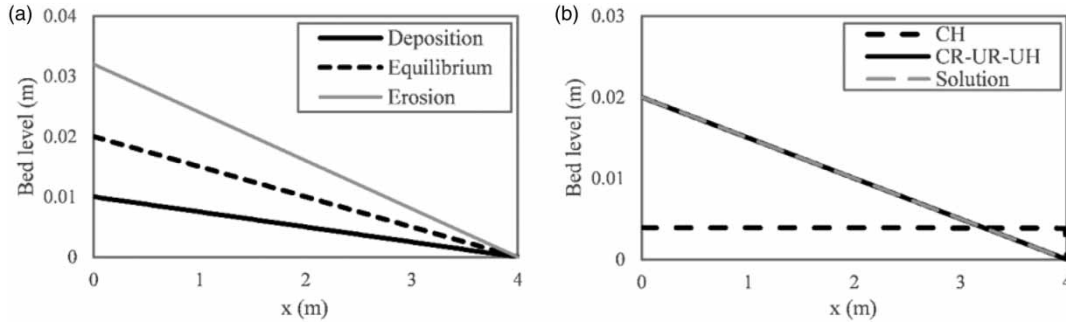 (a)
0.04
0.03
0.02
0.01
0
Bed level (m)
Deposition
Equilibrium
Erosion
0 1 2 3 4
x (m)
(b)
0.03
0.02
0.01
0
Bed level (m)
CH
CR-UR-UH
Solution
0 1 2 3 4
x (m)